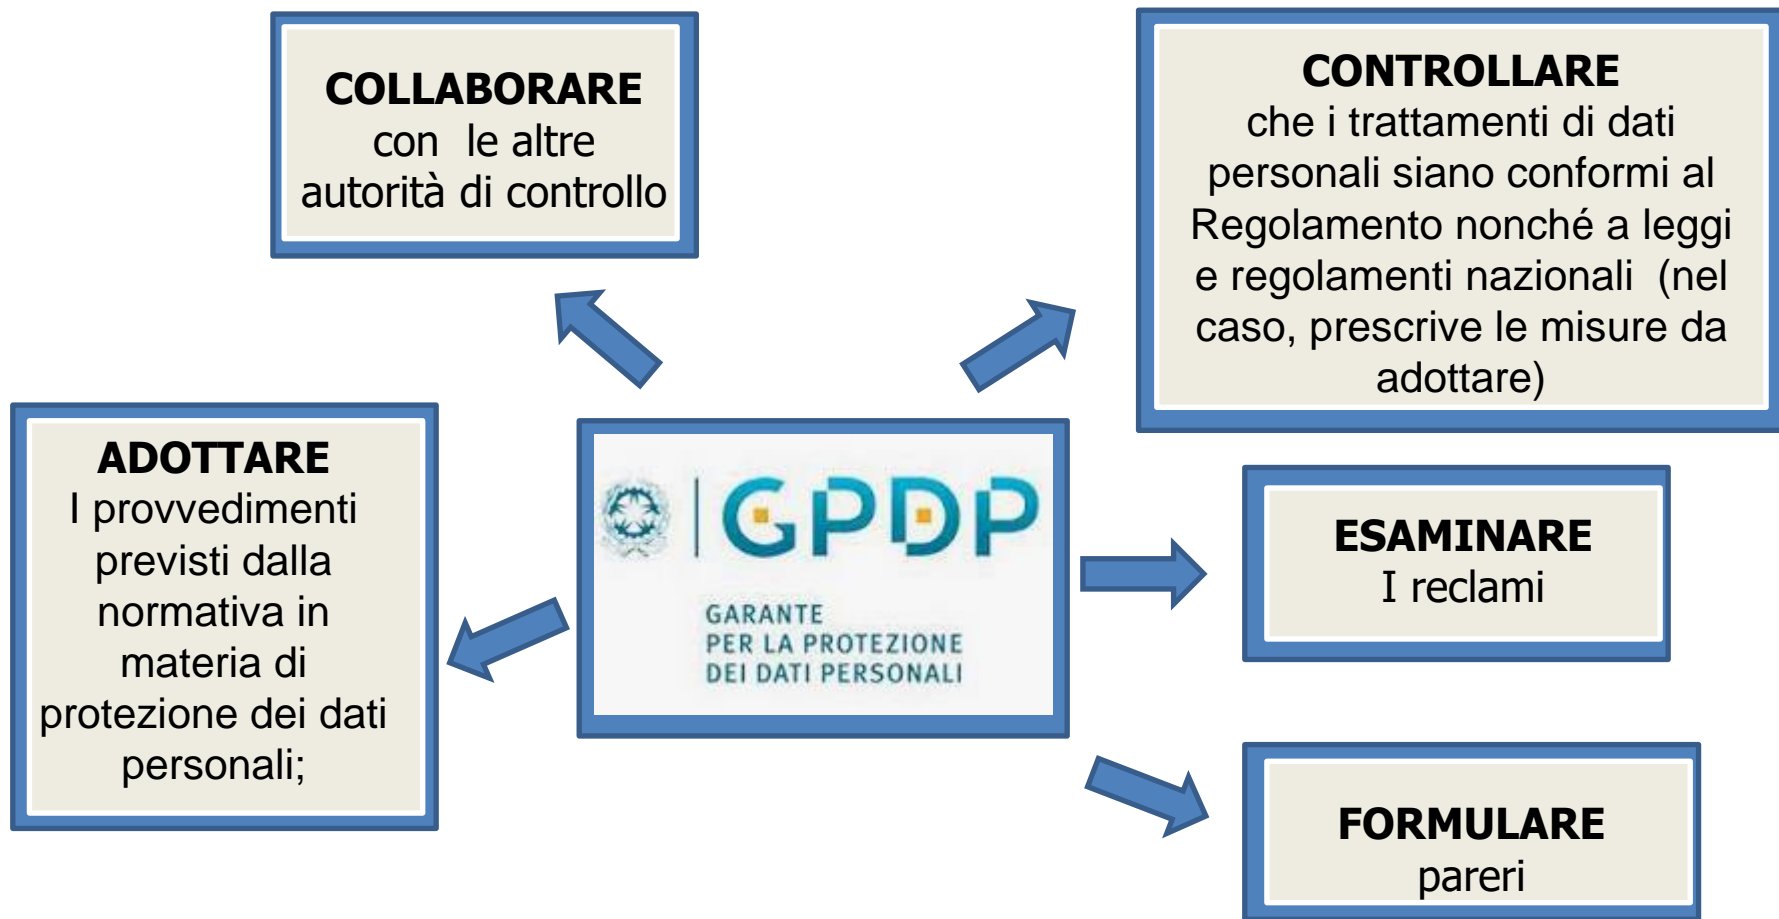 COLLABORARE
con le altre
autorità di controllo
CONTROLLARE
che i trattamenti di dati
personali siano conformi al
Regolamento nonché a leggi
e regolamenti nazionali (nel
caso, prescrive le misure da
adottare)
ADOTTARE
I provvedimenti
previsti dalla
normativa in
materia di
protezione dei dati
personali;
GPDP
GARANTE
PER LA PROTEZIONE
DEI DATI PERSONALI
ESAMINARE
I reclami
FORMULARE
pareri